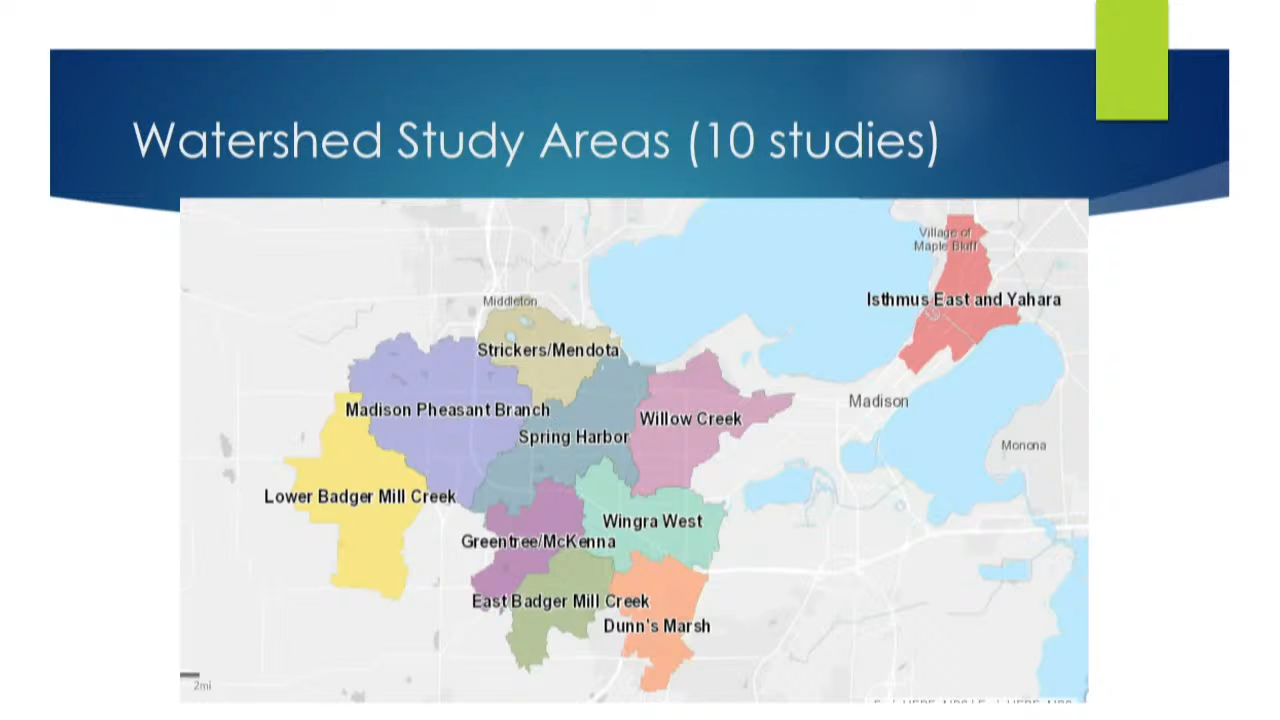 Watershed Study Areas (10 studies)
Village of
Maple Bluff
Isthmus East and Yahara
Middleton
Strickers/Mendota
Madison
Madison Pheasant Branch
Willow Creek
Spring Harbor
Monona
Lower Badger Mill Creek
Wingra West
Greentree/McKenna
East Badger Mill Creek
Dunn's Marsh
2mi